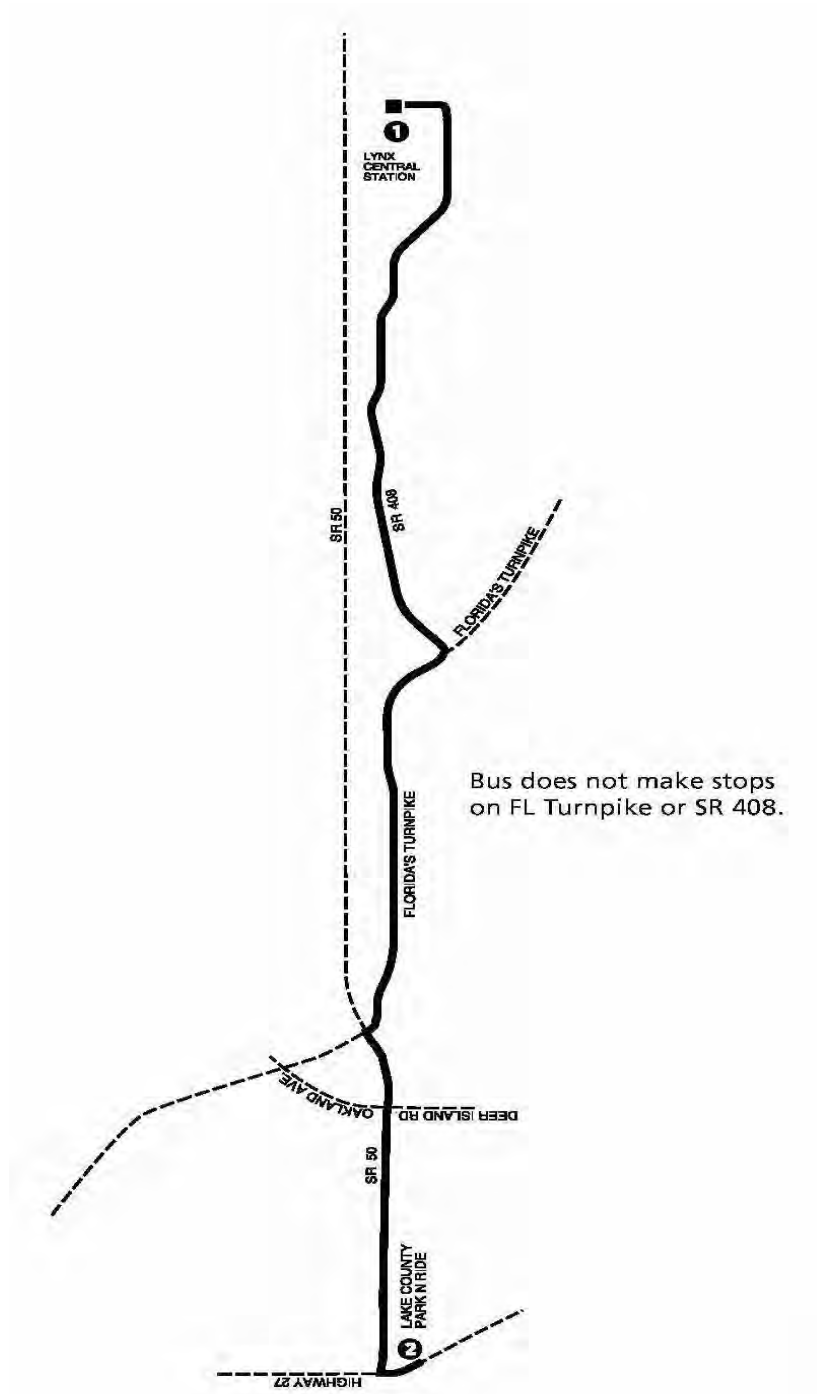 1
LYNX
CENTRAL
STATION
SR 50
SR 408
FLORIDA'S TURNPIKE
Bus does not make stops
on FL Turnpike or SR 408.
FLORIDA'S TURNPIKE
OAKLAND AVE
DEER ISLAND RD
SR 50
LAKE COUNTY
PARK N RIDE
2
HIGHWAY 27